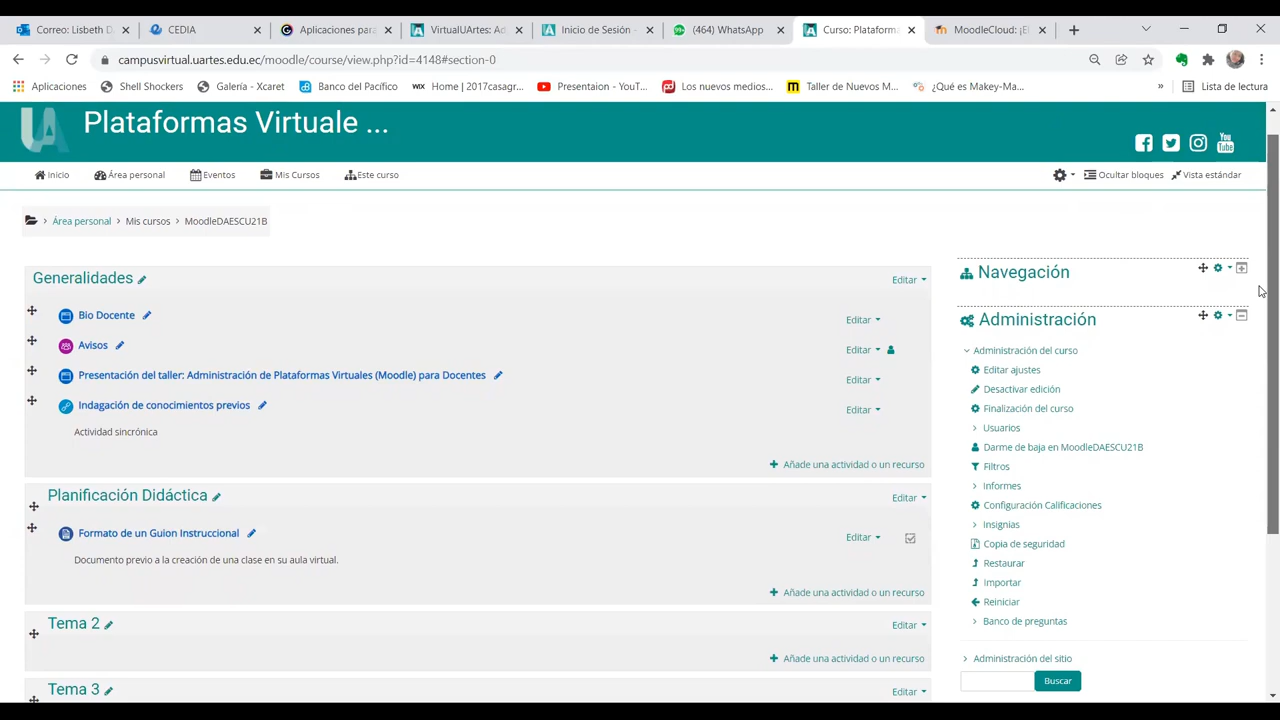 Correo: Lisbeth D
CEDIA
Aplicaciones para
VirtualUArtes: Ad
Inicio de Sesión
(464) WhatsApp
Curso: Plataforma
MoodleCloud: ¡El
campusvirtual.uartes.edu.ec/moodle/course/view.php?id=4148#section-0
Aplicaciones
Shell Shockers
Galería - Xcaret
Banco del Pacífico
Home | 2017casagr...
Presentaion - YouT...
Los nuevos medios...
Taller de Nuevos M...
¿Qué es Makey-Ma...
»
Lista de lectura
UA
Plataformas Virtuale ...
You Tube
Inicio
Área personal
Eventos
Mis Cursos
Este curso
Ocultar bloques
Vista estándar
Área personal > Mis cursos > MoodleDAESCU21B
Generalidades
Editar
Bio Docente
Editar
Avisos
Editar
Presentación del taller: Administración de Plataformas Virtuales (Moodle) para Docentes
Editar
Indagación de conocimientos previos
Editar
Actividad sincrónica
+ Añade una actividad o un recurso
Planificación Didáctica
Editar
Formato de un Guion Instruccional
Editar
Documento previo a la creación de una clase en su aula virtual.
+ Añade una actividad o un recurso
Tema 2
Editar
+ Añade una actividad o un recurso
Tema 3
Editar
Navegación
Administración
Administración del curso
Editar ajustes
Desactivar edición
Finalización del curso
Usuarios
Darme de baja en MoodleDAESCU21B
Filtros
Informes
Configuración Calificaciones
Insignias
Copia de seguridad
Restaurar
Importar
Reiniciar
Banco de preguntas
Administración del sitio
Buscar